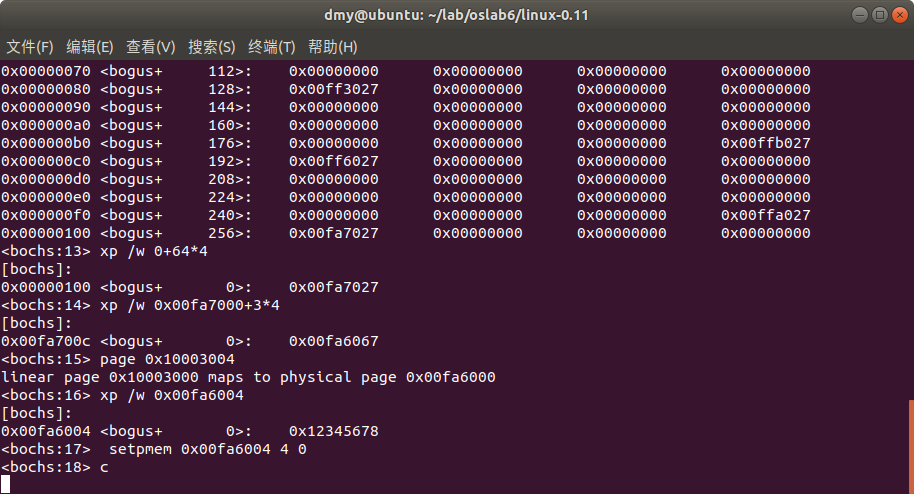 dmy@ubuntu: ~/lab/oslab6/linux-0.11
文件(F) 编辑(E) 查看(V) 搜索(S) 终端(T) 帮助(H)
0x00000070 <bogus+     112>:    0x00000000      0x00000000      0x00000000      0x00000000
0x00000080 <bogus+     128>:    0x00ff3027      0x00000000      0x00000000      0x00000000
0x00000090 <bogus+     144>:    0x00000000      0x00000000      0x00000000      0x00000000
0x000000a0 <bogus+     160>:    0x00000000      0x00000000      0x00000000      0x00000000
0x000000b0 <bogus+     176>:    0x00000000      0x00000000      0x00000000      0x00ffb027
0x000000c0 <bogus+     192>:    0x00ff6027      0x00000000      0x00000000      0x00000000
0x000000d0 <bogus+     208>:    0x00000000      0x00000000      0x00000000      0x00000000
0x000000e0 <bogus+     224>:    0x00000000      0x00000000      0x00000000      0x00000000
0x000000f0 <bogus+     240>:    0x00000000      0x00000000      0x00000000      0x00ffa027
0x00000100 <bogus+     256>:    0x00fa7027      0x00000000      0x00000000      0x00000000
<bochs:13> xp /w 0+64*4
[bochs]:
0x00000100 <bogus+       0>:    0x00fa7027
<bochs:14> xp /w 0x00fa7000+3*4
[bochs]:
0x00fa700c <bogus+       0>:    0x00fa6067
<bochs:15> page 0x10003004
linear page 0x10003000 maps to physical page 0x00fa6000
<bochs:16> xp /w 0x00fa6004
[bochs]:
0x00fa6004 <bogus+       0>:    0x12345678
<bochs:17>  setpmem 0x00fa6004 4 0
<bochs:18> c